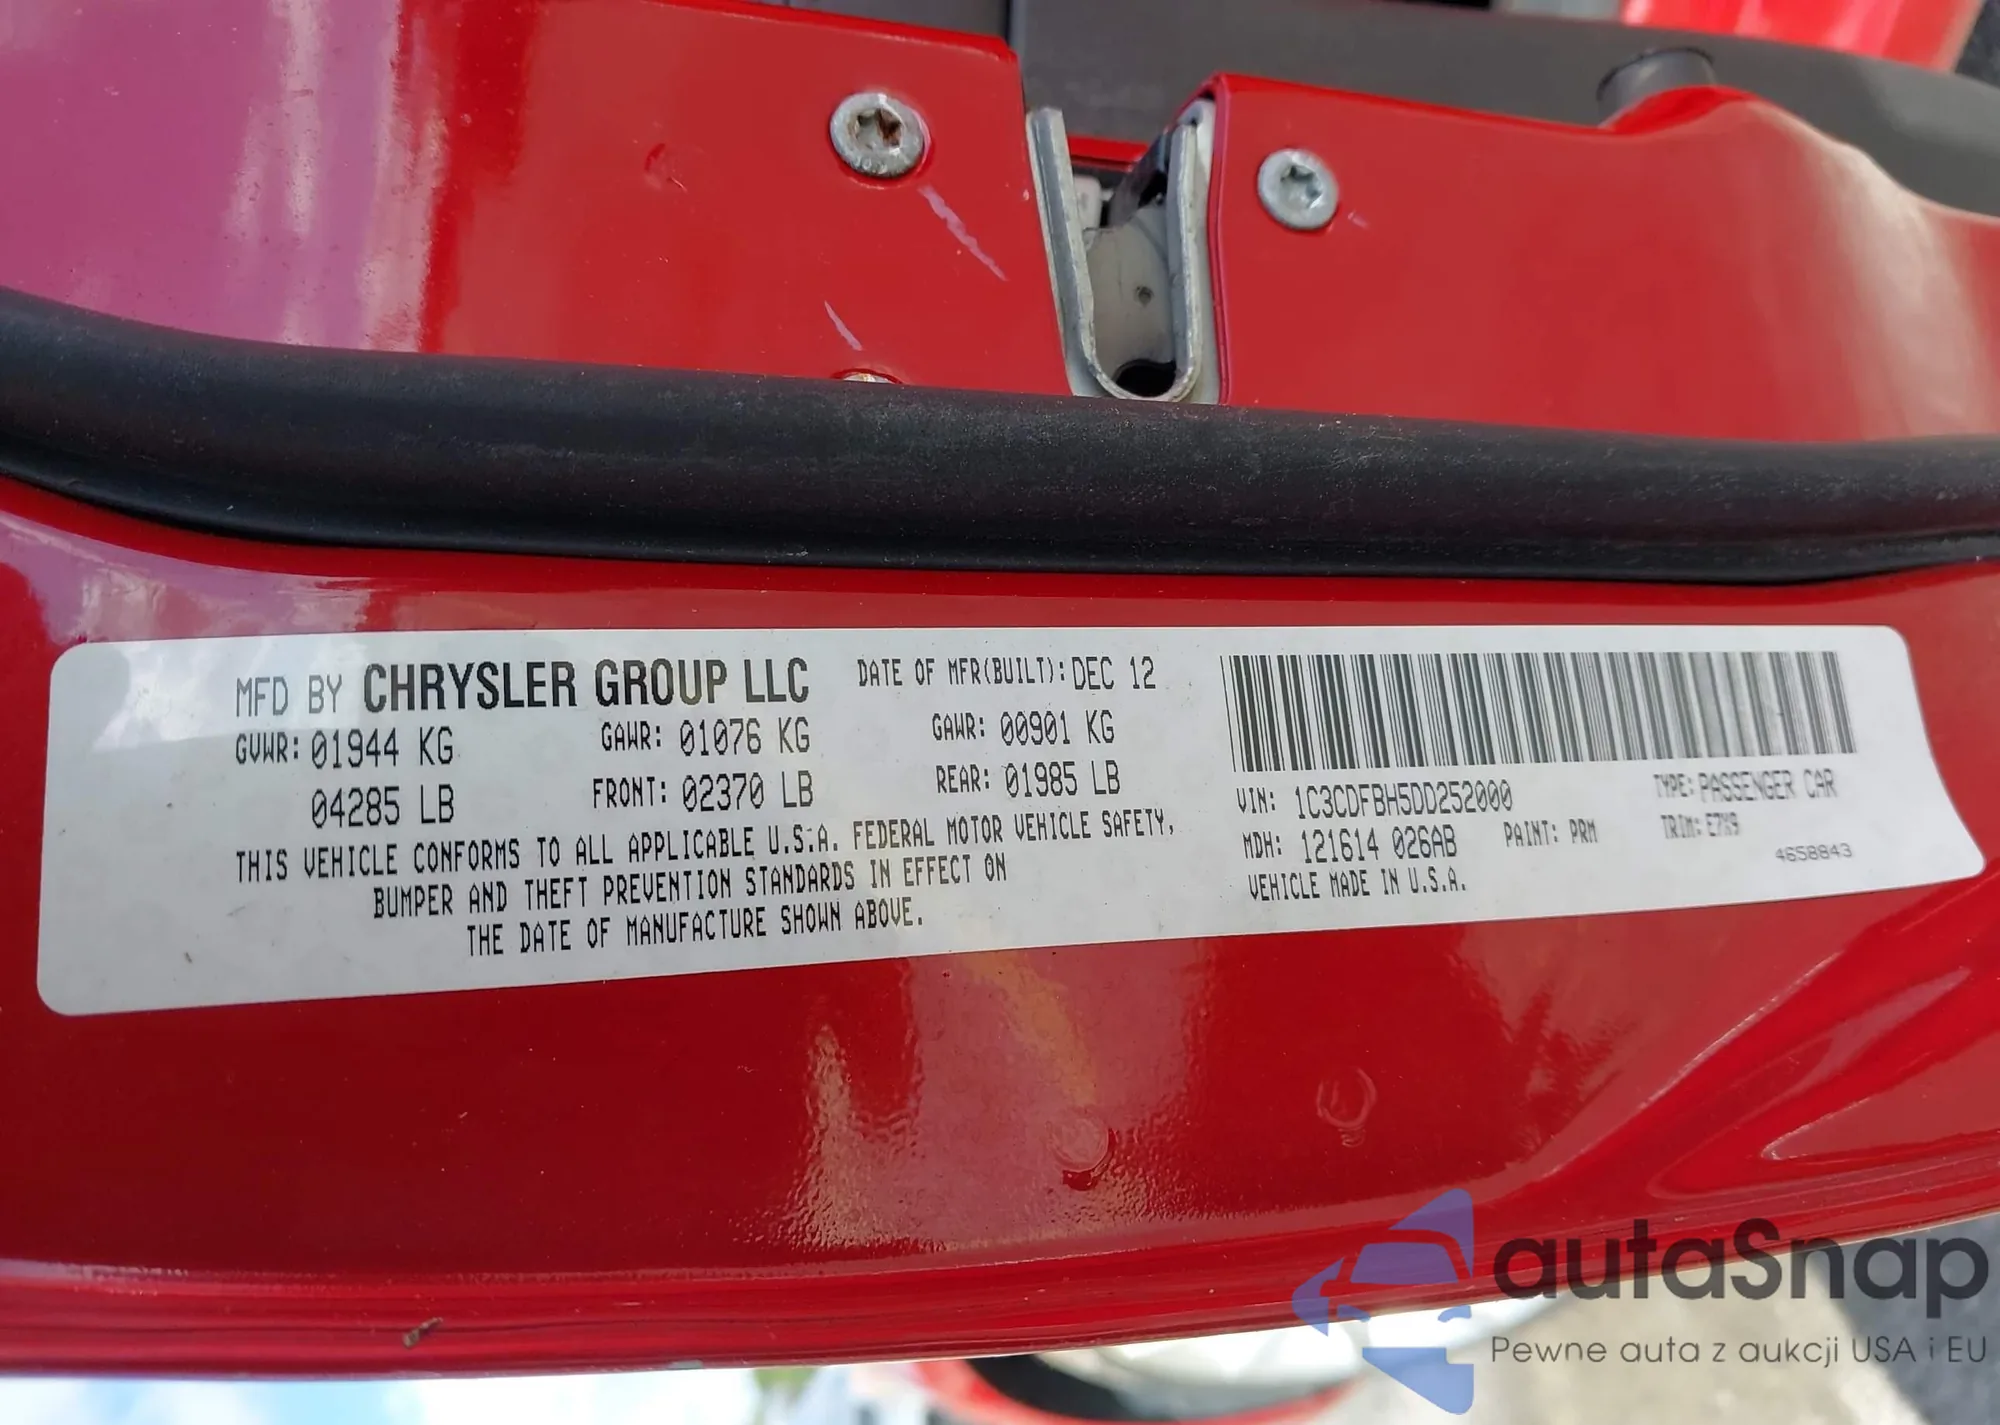 MFD BY CHRYSLER GROUP LLC DATE OF MFR(BUILT): DEC 12
GVWR: 01944 KG GAWR: 01076 KG GAWR: 00901 KG
04285 LB FRONT: 02370 LB REAR: 01985 LB
THIS VEHICLE CONFORMS TO ALL APPLICABLE U.S.A. FEDERAL MOTOR VEHICLE SAFETY,
BUMPER AND THEFT PREVENTION STANDARDS IN EFFECT ON
THE DATE OF MANUFACTURE SHOWN ABOVE.
VIN: 1C3CDFBH5DD252000 TYPE: PASSENGER CAR
MDH: 121614 026AB PAINT: PRM TRIM: E7X9
VEHICLE MADE IN U.S.A. 4658843
autaSnap
Pewne auta z aukcji USA i EU